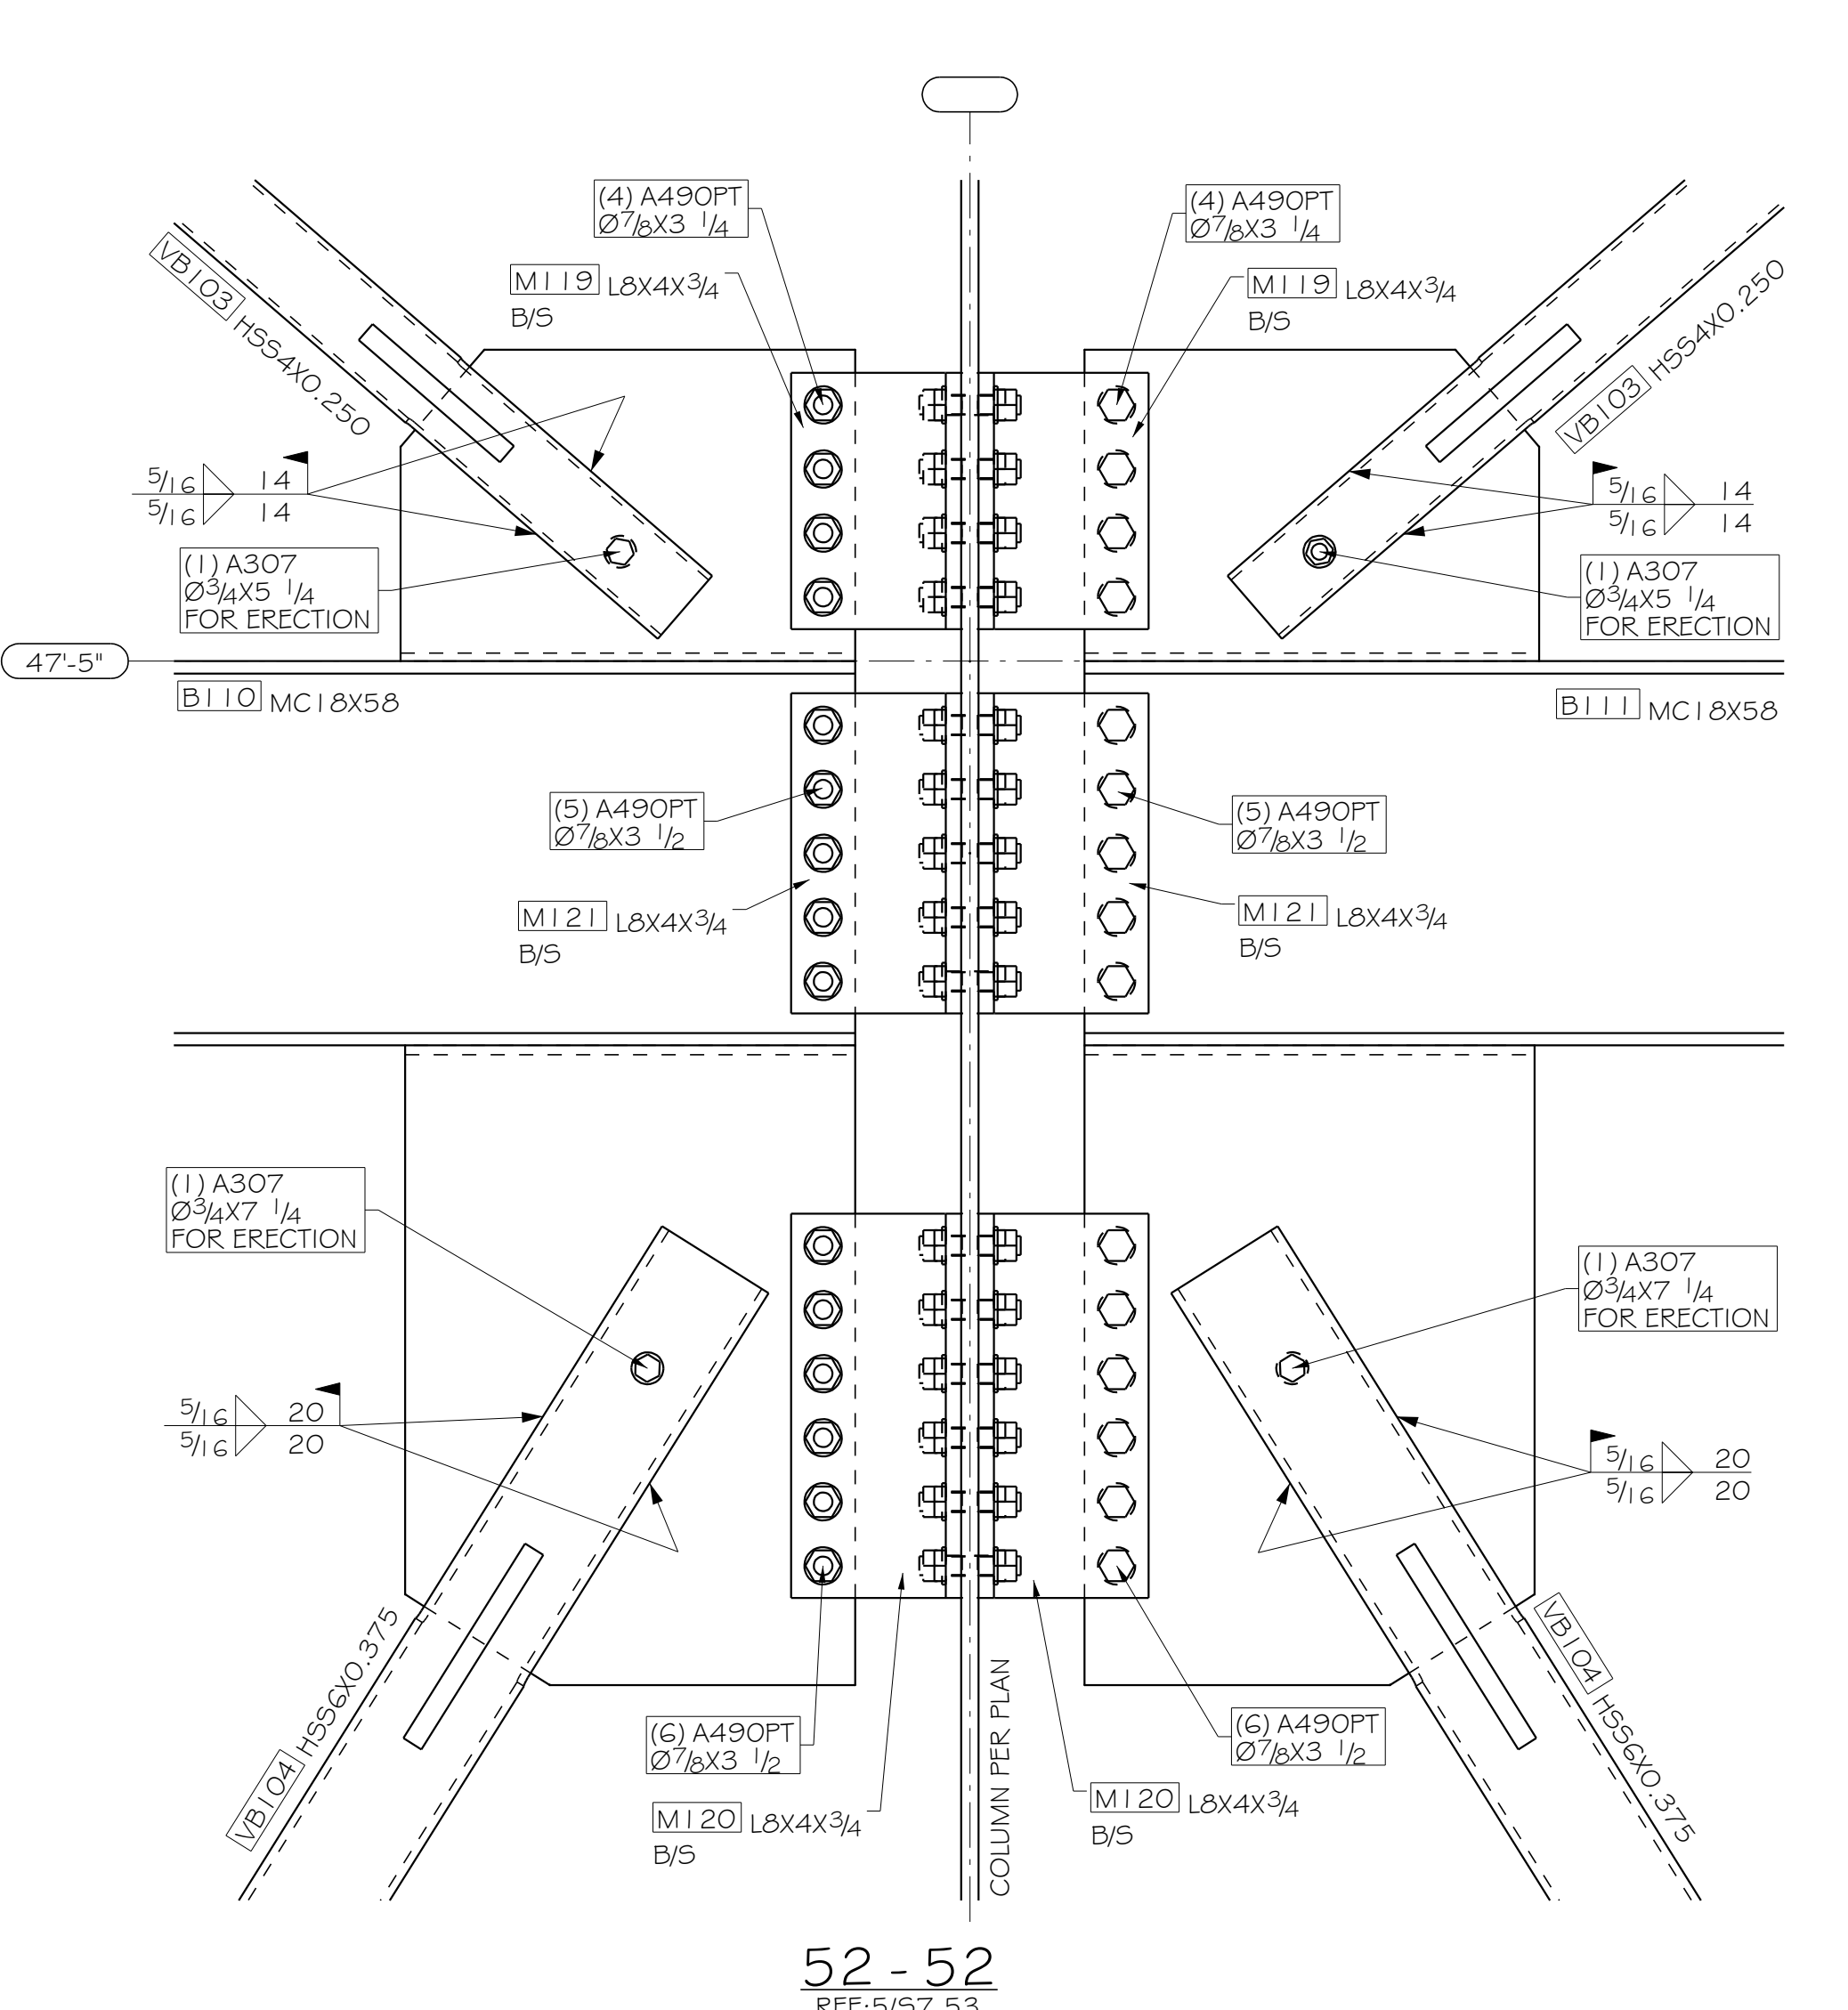 (4) A490PT
Ø7/8X3 1/4
(4) A490PT
Ø7/8X3 1/4
M119 L8X4X3/4
B/S
M119 L8X4X3/4
B/S
VB103 HSS4X0.250
VB103 HSS4X0.250
5/16 14
5/16 14
5/16 14
5/16 14
(1) A307
Ø3/4X5 1/4
FOR ERECTION
(1) A307
Ø3/4X5 1/4
FOR ERECTION
47'-5"
B110 MC18X58
B111 MC18X58
(5) A490PT
Ø7/8X3 1/2
(5) A490PT
Ø7/8X3 1/2
M121 L8X4X3/4
B/S
M121 L8X4X3/4
B/S
(1) A307
Ø3/4X7 1/4
FOR ERECTION
(1) A307
Ø3/4X7 1/4
FOR ERECTION
5/16 20
5/16 20
5/16 20
5/16 20
VB104 HSS6X0.375
VB104 HSS6X0.375
(6) A490PT
Ø7/8X3 1/2
(6) A490PT
Ø7/8X3 1/2
M120 L8X4X3/4
B/S
M120 L8X4X3/4
B/S
COLUMN PER PLAN
52-52
REF:5/S7.53